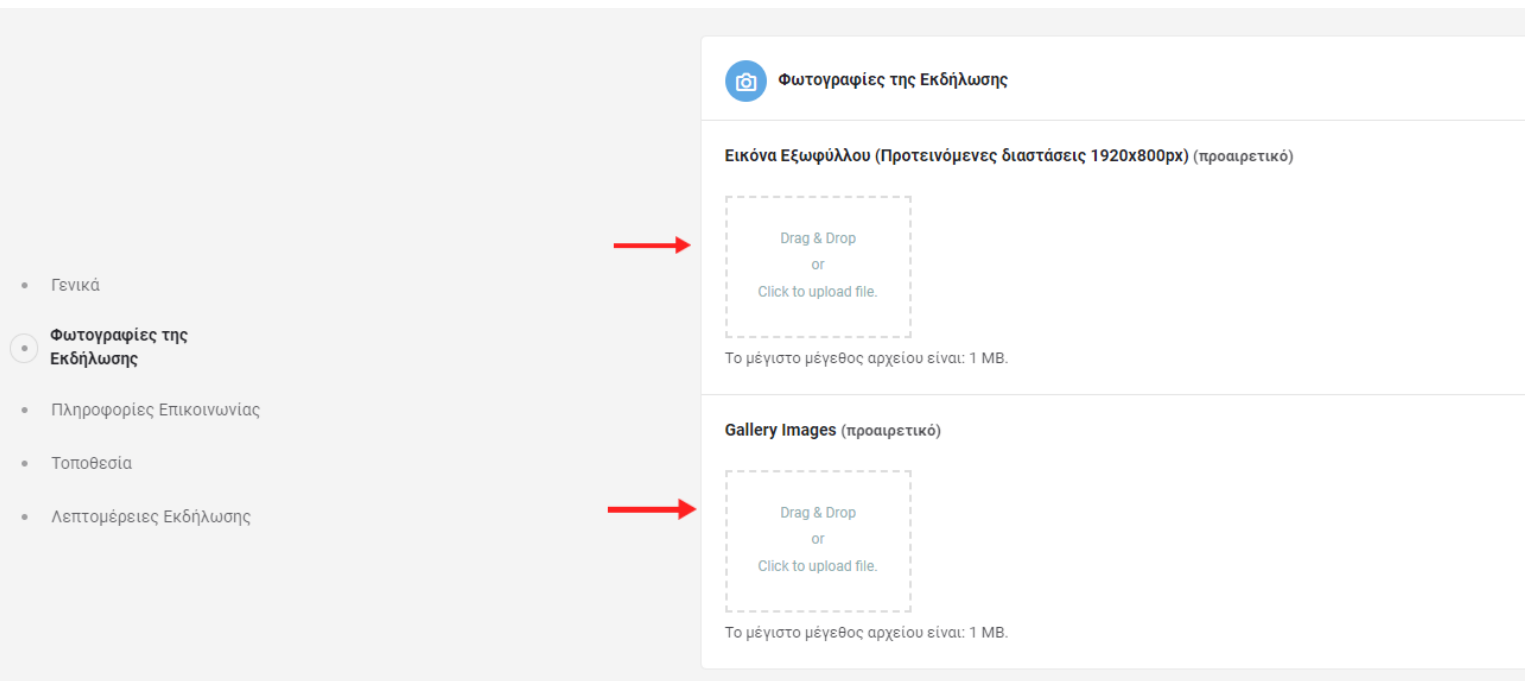 Γενικά
Φωτογραφίες της
Εκδήλωσης
Πληροφορίες Επικοινωνίας
Τοποθεσία
Λεπτομέρειες Εκδήλωσης
Φωτογραφίες της Εκδήλωσης
Εικόνα Εξωφύλλου (Προτεινόμενες διαστάσεις 1920x800px) (προαιρετικό)
Drag & Drop
or
Click to upload file.
Το μέγιστο μέγεθος αρχείου είναι: 1 MB.
Gallery Images (προαιρετικό)
Drag & Drop
or
Click to upload file.
Το μέγιστο μέγεθος αρχείου είναι: 1 MB.